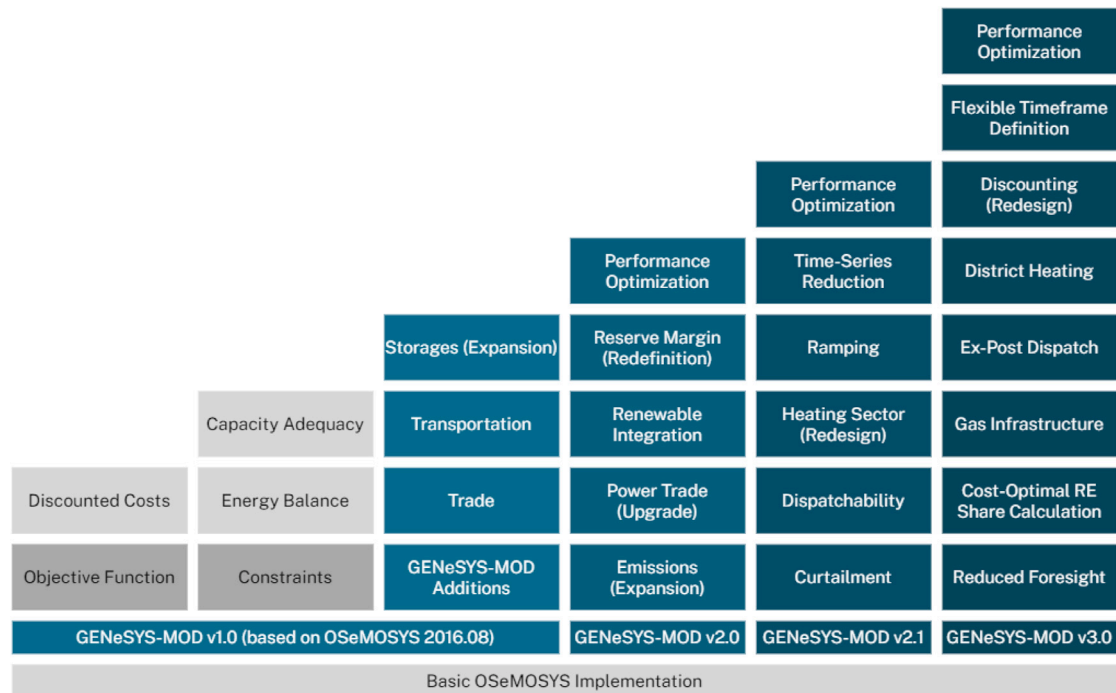 Performance
Optimization
Flexible Timeframe
Definition
Performance
Optimization
Discounting
(Redesign)
Performance
Optimization
Time-Series
Reduction
District Heating
Storages (Expansion)
Reserve Margin
(Redefinition)
Ramping
Ex-Post Dispatch
Capacity Adequacy
Transportation
Renewable
Integration
Heating Sector
(Redesign)
Gas Infrastructure
Discounted Costs
Energy Balance
Trade
Power Trade
(Upgrade)
Dispatchability
Cost-Optimal RE
Share Calculation
Objective Function
Constraints
GENeSYS-MOD
Additions
Emissions
(Expansion)
Curtailment
Reduced Foresight
GENeSYS-MOD v1.0 (based on OSeMOSYS 2016.08)
GENeSYS-MOD v2.0
GENeSYS-MOD v2.1
GENeSYS-MOD v3.0
Basic OSeMOSYS Implementation